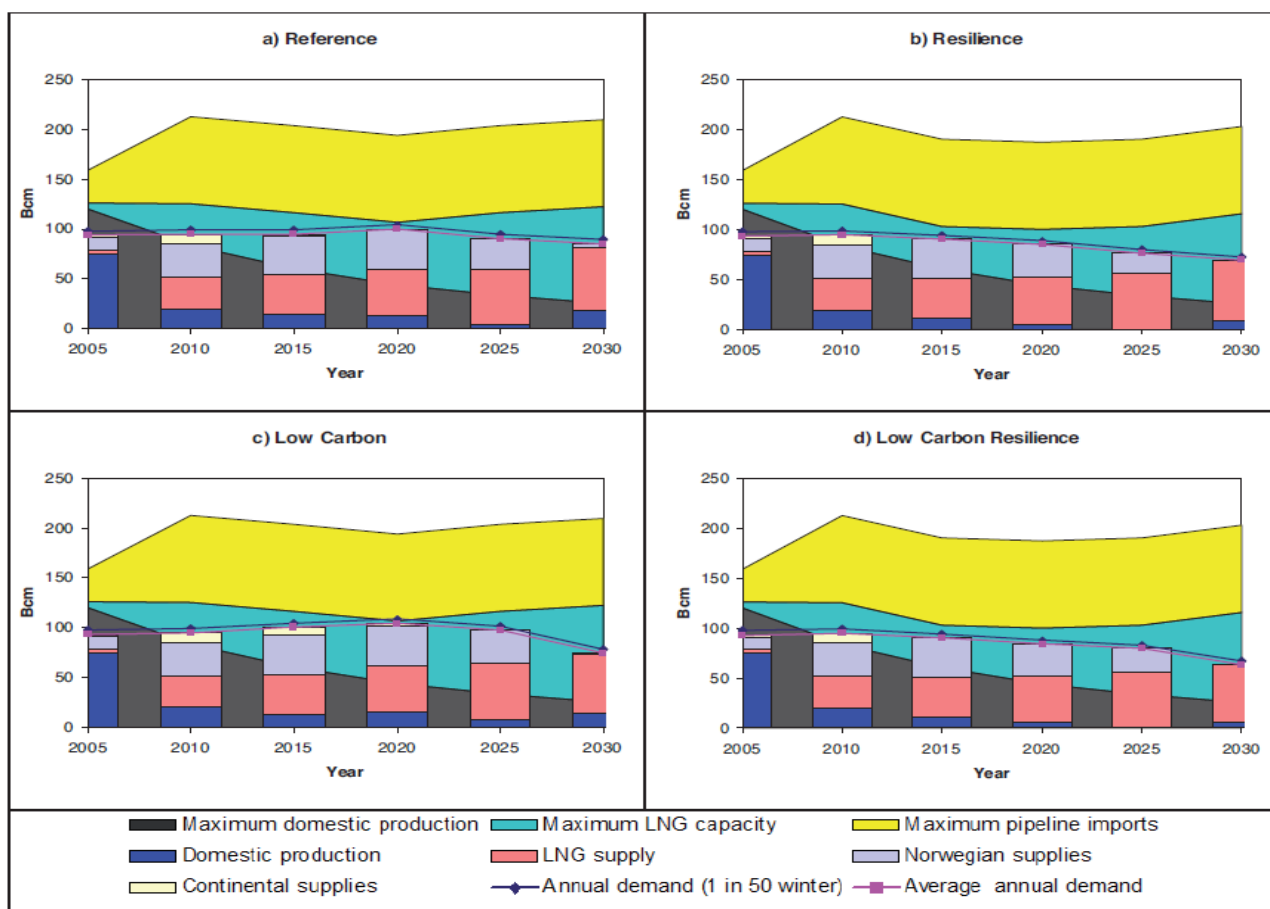 a) Reference
250
200
150
100
50
0
Bcm
2005 2010 2015 2020 2025 2030
Year
b) Resilience
250
200
150
100
50
0
Bcm
2005 2010 2015 2020 2025 2030
Year
c) Low Carbon
250
200
150
100
50
0
Bcm
2005 2010 2015 2020 2025 2030
Year
d) Low Carbon Resilience
250
200
150
100
50
0
Bcm
2005 2010 2015 2020 2025 2030
Year
Maximum domestic production Maximum LNG capacity Maximum pipeline imports
Domestic production LNG supply Norwegian supplies
Continental supplies Annual demand (1 in 50 winter) Average annual demand